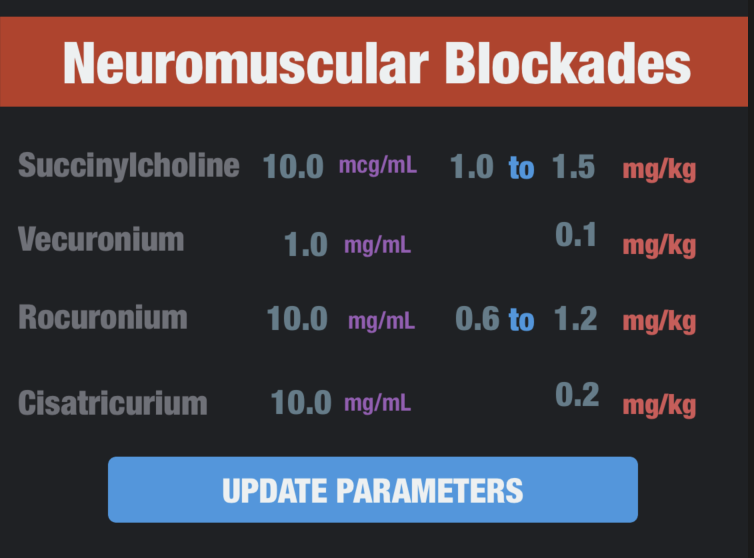 Neuromuscular Blockades
Succinylcholine 10.0 mcg/mL 1.0 to 1.5 mg/kg
Vecuronium 1.0 mg/mL 0.1 mg/kg
Rocuronium 10.0 mg/mL 0.6 to 1.2 mg/kg
Cisatricurium 10.0 mg/mL 0.2 mg/kg
UPDATE PARAMETERS